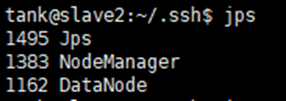 tank@slave2:~/.ssh$ jps
1495 Jps
1383 NodeManager
1162 DataNode